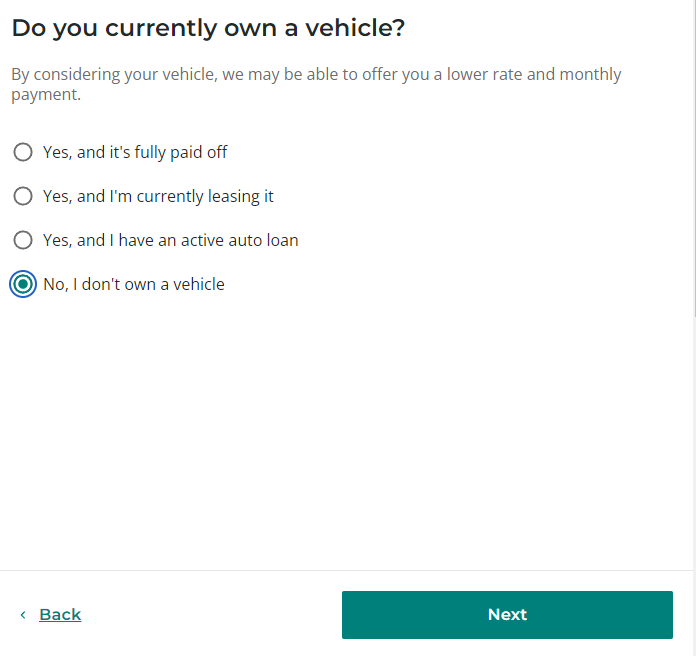 Do you currently own a vehicle?
By considering your vehicle, we may be able to offer you a lower rate and monthly
payment.
Yes, and it's fully paid off
Yes, and I'm currently leasing it
Yes, and I have an active auto loan
No, I don't own a vehicle
Back
Next